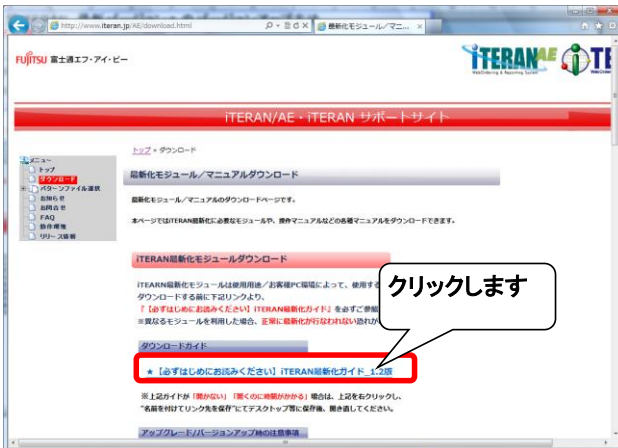 http://www.iteran.jp/AE/download.html
最新化モジュール/マニ...
FUJITSU 富士通エフ・アイ・ピー
iTERAN AE
WebOrdering & Reporting System
iTE
iTERAN/AE・iTERAN サポートサイト
メニュー
トップ
ダウンロード
パターンファイル選択
お知らせ
お問合せ
FAQ
動作環境
リリース情報
トップ > ダウンロード
最新化モジュール/マニュアルダウンロード
最新化モジュール/マニュアルのダウンロードページです。
本ページではITERAN最新化に必要なモジュールや、操作マニュアルなどの各種マニュアルをダウンロードできます。
iTERAN最新化モジュールダウンロード
iTEARN最新化モジュールは使用用途/お客様PC環境によって、使用する
ダウンロードする前に下記リンクより、
『【必ずはじめにお読みください】iTERAN最新化ガイド』を必ずご参照
※異なるモジュールを利用した場合、正常に最新化が行なわれない恐れが
クリックします
ダウンロードガイド
★【必ずはじめにお読みください】iTERAN最新化ガイド_1.2版
※上記ガイドが「開かない」「開くのに時間がかかる」場合は、上記を右クリックし、
"名前を付けてリンク先を保存"にてデスクトップ等に保存後、開き直してください。
アップグレード/バージョンアップ時の注意事項